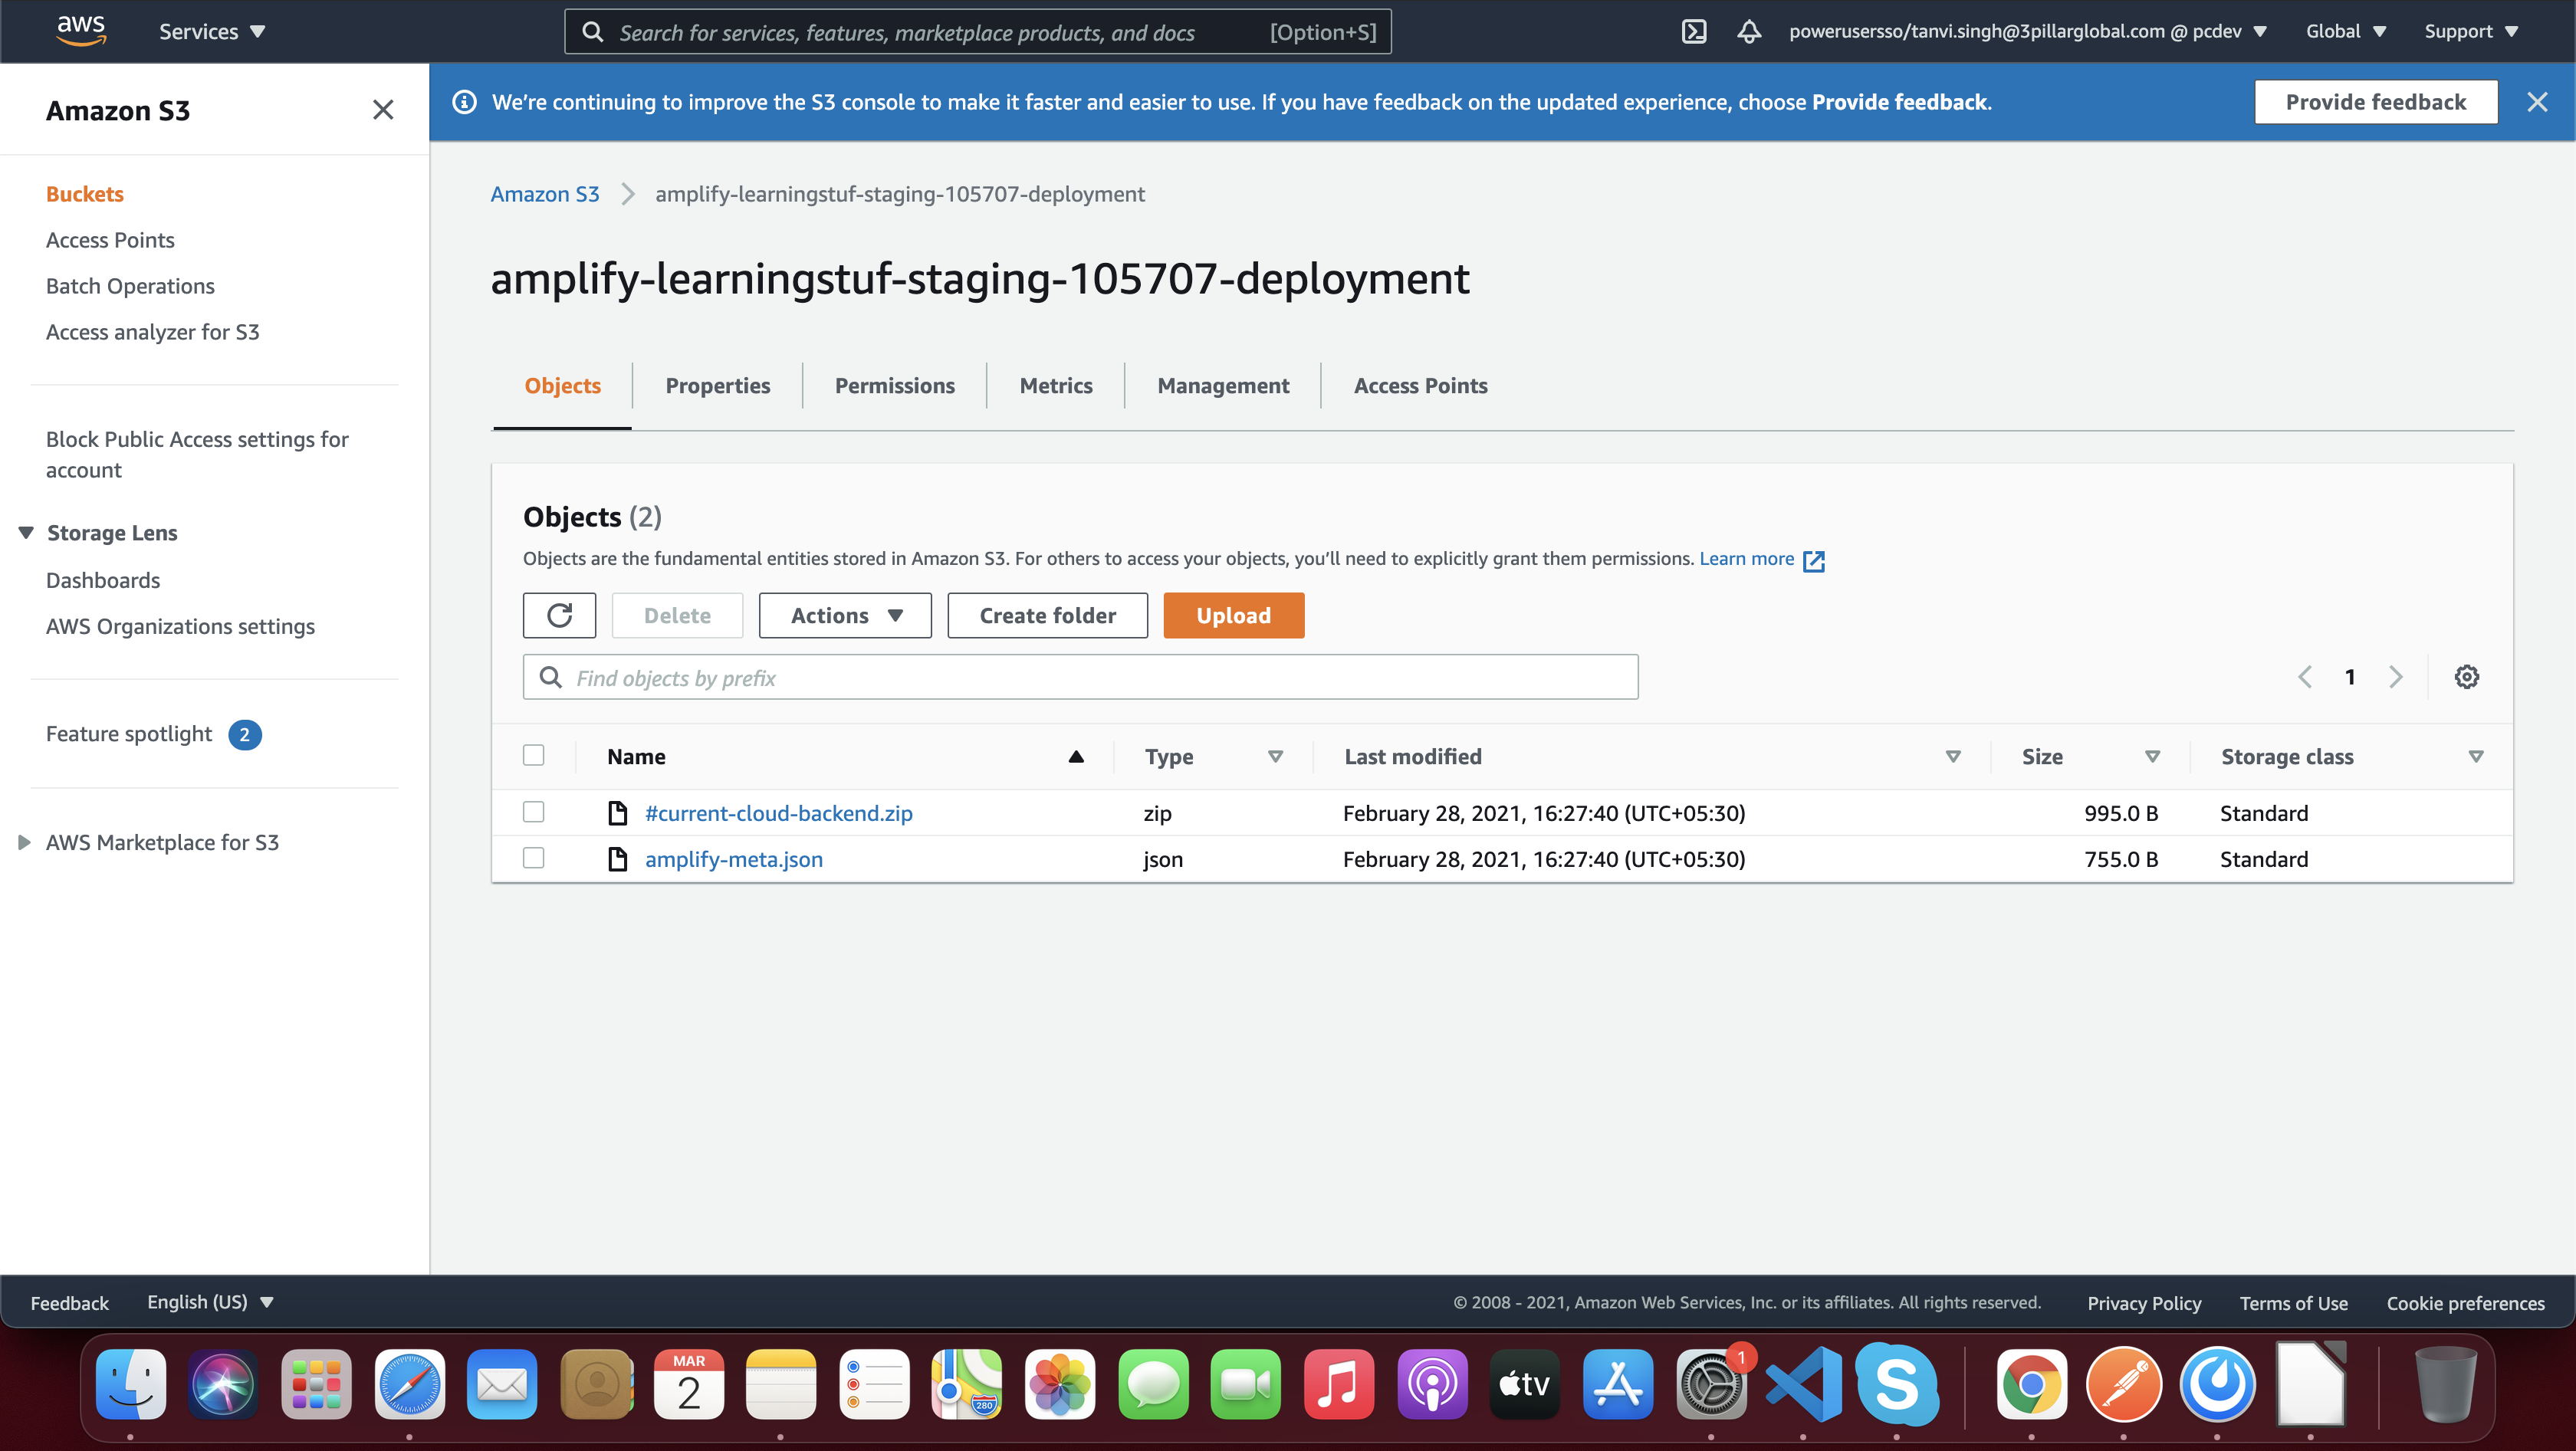 aws
Services
Search for services, features, marketplace products, and docs [Option+S]
powerusersso/tanvi.singh@3pillarglobal.com @ pcdev
Global
Support
Amazon S3
We're continuing to improve the S3 console to make it faster and easier to use. If you have feedback on the updated experience, choose Provide feedback.
Provide feedback
Buckets
Access Points
Batch Operations
Access analyzer for S3
Block Public Access settings for
account
Storage Lens
Dashboards
AWS Organizations settings
Feature spotlight 2
AWS Marketplace for S3
Amazon S3 amplify-learningstuf-staging-105707-deployment
amplify-learningstuf-staging-105707-deployment
Objects Properties Permissions Metrics Management Access Points
Objects (2)
Objects are the fundamental entities stored in Amazon S3. For others to access your objects, you'll need to explicitly grant them permissions. Learn more
Delete Actions Create folder Upload
Find objects by prefix
1
Name Type Last modified Size Storage class
#current-cloud-backend.zip zip February 28, 2021, 16:27:40 (UTC+05:30) 995.0 B Standard
amplify-meta.json json February 28, 2021, 16:27:40 (UTC+05:30) 755.0 B Standard
Feedback English (US)
© 2008 - 2021, Amazon Web Services, Inc. or its affiliates. All rights reserved. Privacy Policy Terms of Use Cookie preferences
MAR
2
280
tv
1
S